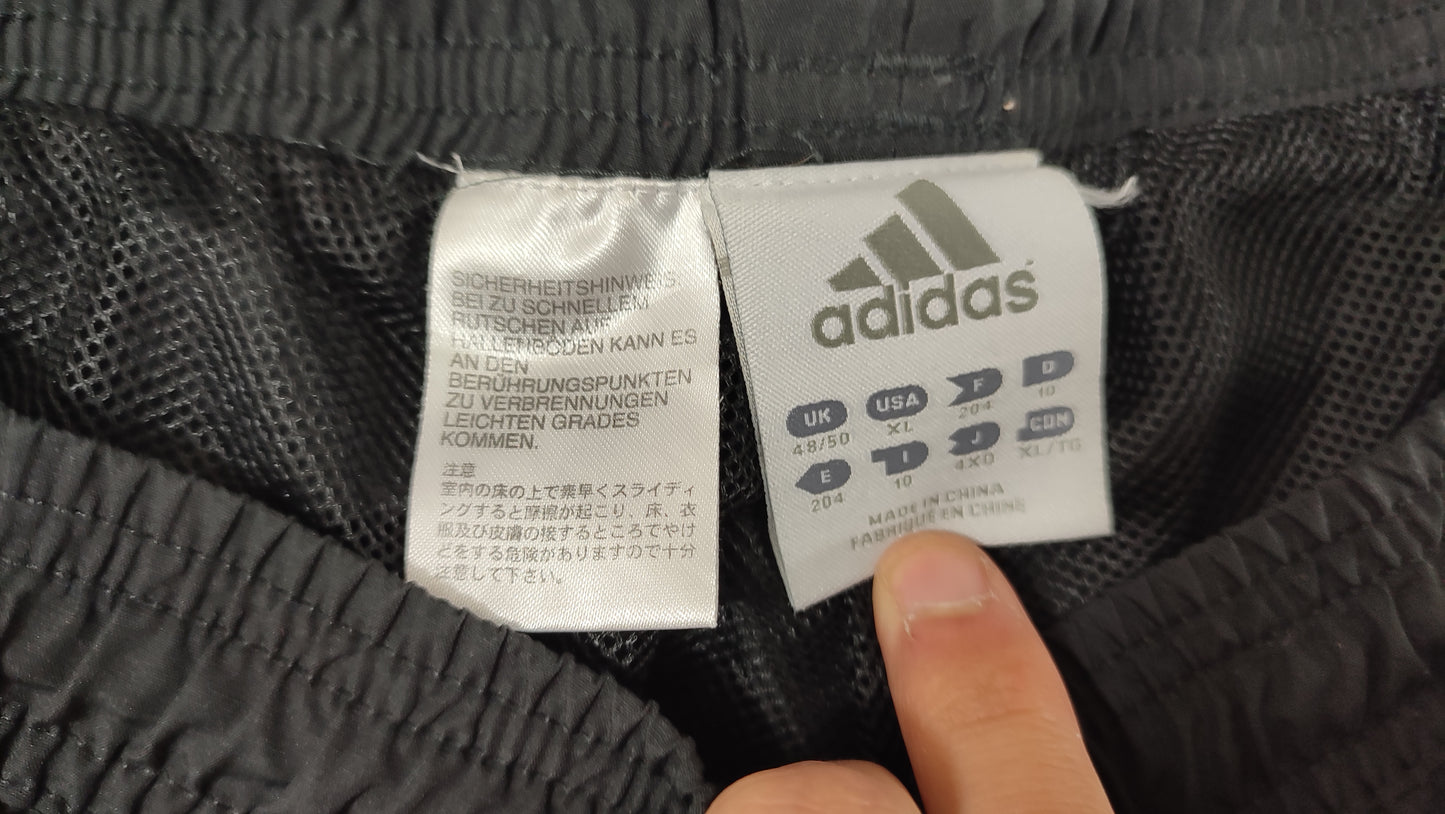 SICHERHEITSHINWEIS
BEI ZU SCHNELLEM
RUTSCHEN AUF
HALLENBÖDEN KANN ES
AN DEN
BERÜHRUNGSPUNKTEN
ZU VERBRENNUNGEN
LEICHTEN GRADES
KOMMEN.
注意
室内の床の上で素早くスライディ
ングすると摩擦が起こり、床、衣
服及び皮膚の接するところでやけ
どをする危険がありますので十分
注意して下さい。
adidas
UK USA F D
48/50 XL 204 10
E I J CDN
204 10 4XO XL/TG
MADE IN CHINA
FABRIQUE EN CHINE